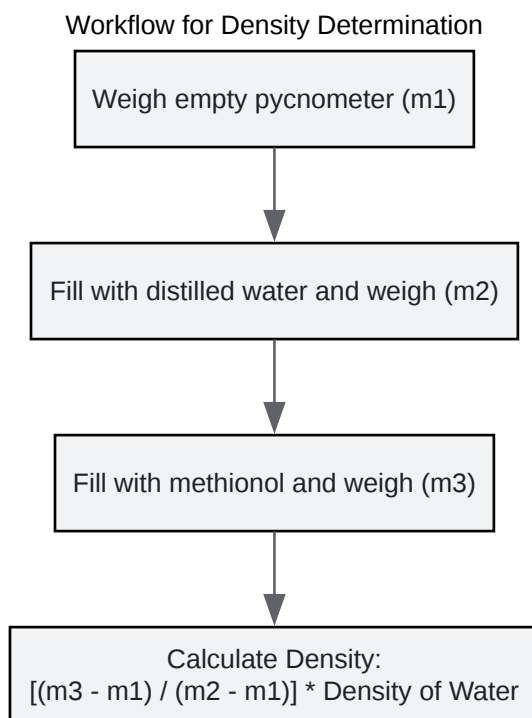 Workflow for Density Determination
Weigh empty pycnometer (m1)
Fill with distilled water and weigh (m2)
Fill with methionol and weigh (m3)
Calculate Density:
[(m3 - m1) / (m2 - m1)] * Density of Water